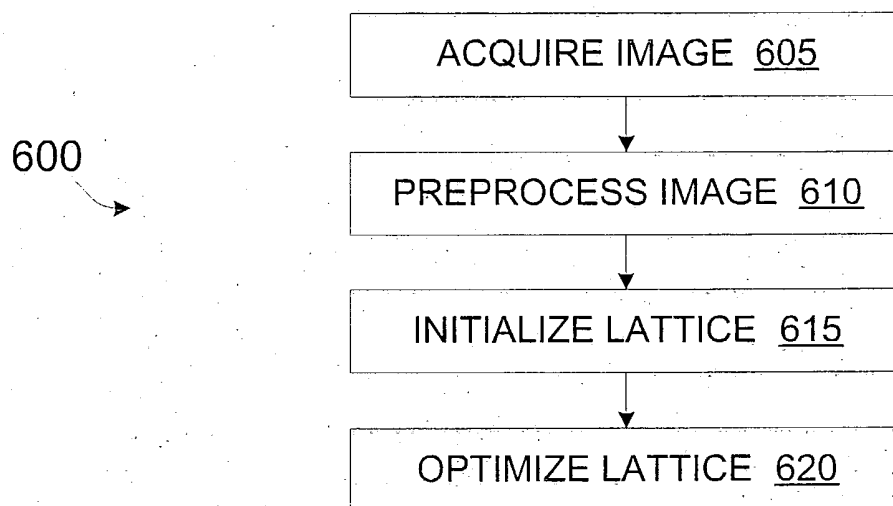 ACQUIRE IMAGE 605
600
PREPROCESS IMAGE 610
INITIALIZE LATTICE 615
OPTIMIZE LATTICE 620